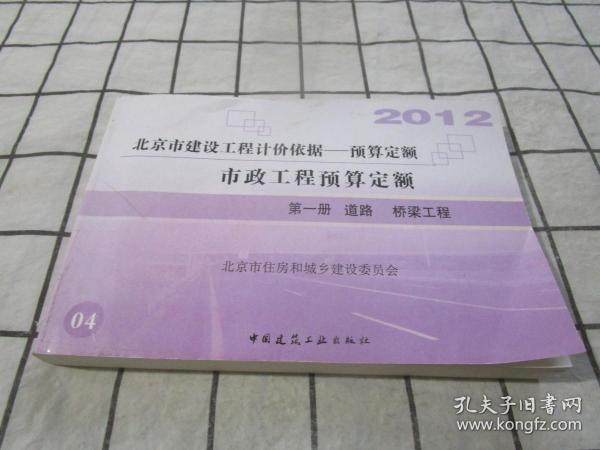 2012
北京市建设工程计价依据——预算定额
市政工程预算定额
第一册 道路 桥梁工程
北京市住房和城乡建设委员会
04
中国建筑工业出版社
孔夫子旧书网
www.kongfz.com